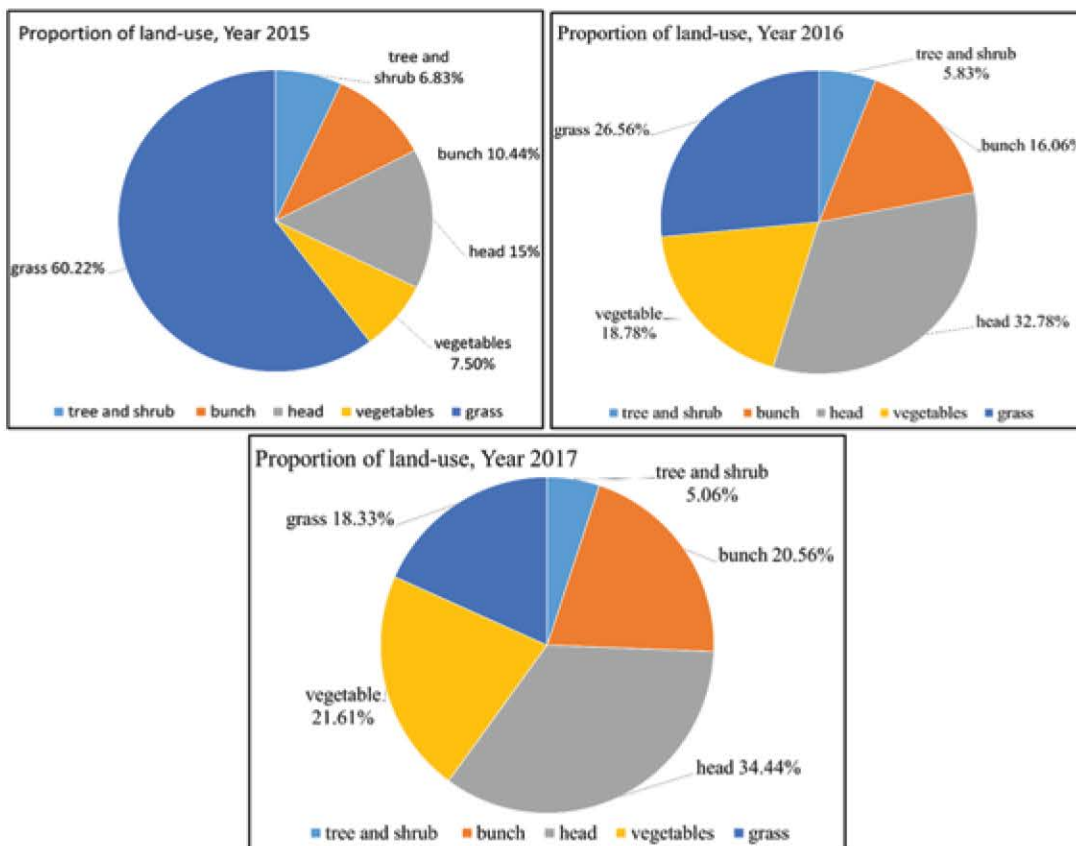 Proportion of land-use, Year 2015
tree and
shrub 6.83%
bunch 10.44%
head 15%
vegetables
7.50%
grass 60.22%
tree and shrub bunch head vegetables grass
Proportion of land-use, Year 2016
tree and shrub
5.83%
bunch 16.06%
head 32.78%
vegetable
18.78%
grass 26.56%
tree and shrub bunch head vegetables grass
Proportion of land-use, Year 2017
tree and shrub
5.06%
bunch 20.56%
head 34.44%
vegetable
21.61%
grass 18.33%
tree and shrub bunch head vegetables grass